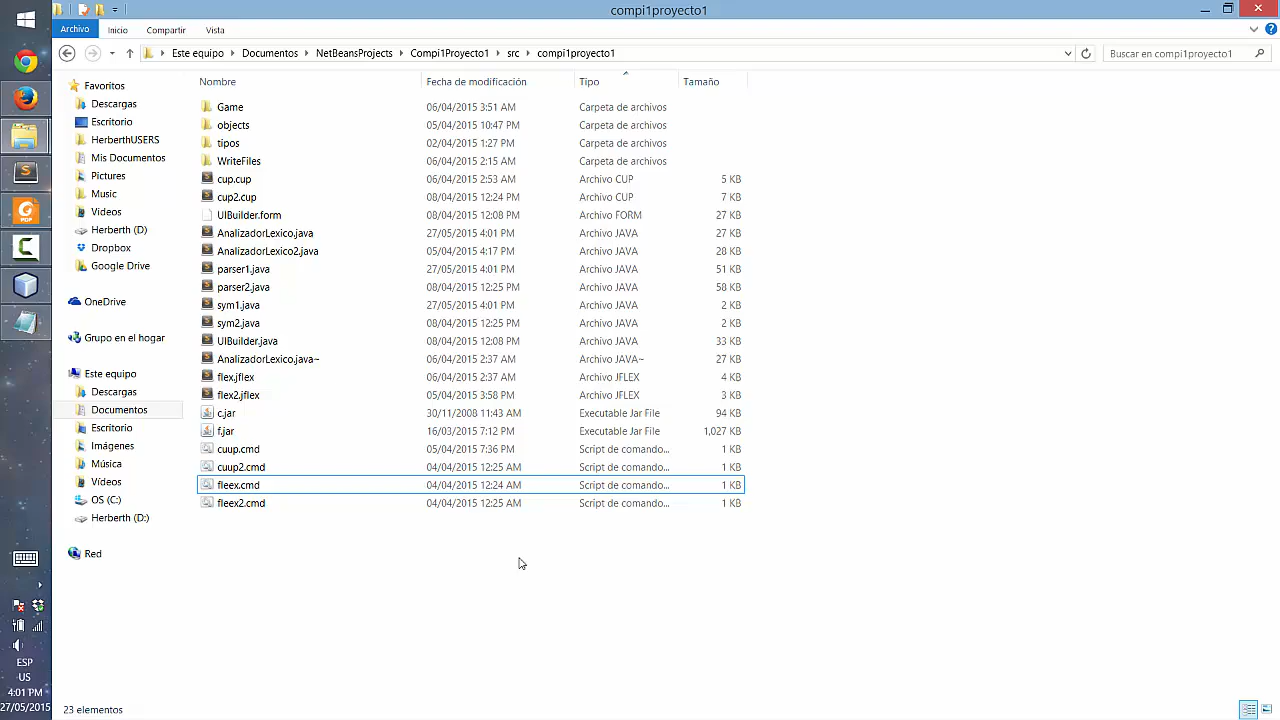 compi1proyecto1
Archivo Inicio Compartir Vista
Este equipo Documentos NetBeansProjects Compi1Proyecto1 src compi1proyecto1 Buscar en compi1proyecto1
Nombre Fecha de modificación Tipo Tamaño
Favoritos
Descargas
Escritorio
HerberthUSERS
Mis Documentos
Pictures
Music
Videos
Herberth (D)
Dropbox
Google Drive
OneDrive
Grupo en el hogar
Este equipo
Descargas
Documentos
Escritorio
Imágenes
Música
Vídeos
OS (C:)
Herberth (D:)
Red
Game 06/04/2015 3:51 AM Carpeta de archivos
objects 05/04/2015 10:47 PM Carpeta de archivos
tipos 02/04/2015 1:27 PM Carpeta de archivos
WriteFiles 06/04/2015 2:15 AM Carpeta de archivos
cup.cup 06/04/2015 2:53 AM Archivo CUP 5 KB
cup2.cup 08/04/2015 12:24 PM Archivo CUP 7 KB
UIBuilder.form 08/04/2015 12:08 PM Archivo FORM 27 KB
AnalizadorLexico.java 27/05/2015 4:01 PM Archivo JAVA 27 KB
AnalizadorLexico2.java 05/04/2015 4:17 PM Archivo JAVA 28 KB
parser1.java 27/05/2015 4:01 PM Archivo JAVA 51 KB
parser2.java 08/04/2015 12:25 PM Archivo JAVA 58 KB
sym1.java 27/05/2015 4:01 PM Archivo JAVA 2 KB
sym2.java 08/04/2015 12:25 PM Archivo JAVA 2 KB
UIBuilder.java 08/04/2015 12:08 PM Archivo JAVA 33 KB
AnalizadorLexico.java~ 06/04/2015 2:37 AM Archivo JAVA~ 27 KB
flex.jflex 06/04/2015 2:37 AM Archivo JFLEX 4 KB
flex2.jflex 05/04/2015 3:58 PM Archivo JFLEX 3 KB
c.jar 30/11/2008 11:43 AM Executable Jar File 94 KB
f.jar 16/03/2015 7:12 PM Executable Jar File 1,027 KB
cuup.cmd 05/04/2015 7:36 PM Script de comando... 1 KB
cuup2.cmd 04/04/2015 12:25 AM Script de comando... 1 KB
fleex.cmd 04/04/2015 12:24 AM Script de comando... 1 KB
fleex2.cmd 04/04/2015 12:25 AM Script de comando... 1 KB
ESP
US
4:01 PM
27/05/2015
23 elementos